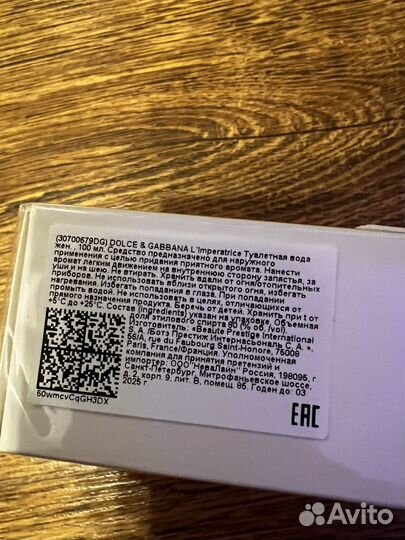 (30700679DG) DOLCE & GABBANA L'Imperatrice Туалетная вода
жен. , 100 мл. Средство предназначено для наружного
применения с целью придания приятного аромата. Нанести
аромат легким движением на внутреннюю сторону запястья, за
уши и на шею. Не втирать. Хранить вдали от огня/отопительных
приборов. Не использовать вблизи открытого огня, избегать
нагревания. Избегать попадания в глаза. При попадании
промыть водой. Не использовать в целях, отличающихся от
прямого назначения продукта. Беречь от детей. Хранить при t от
+5°C до +25°C. Состав (ingredients) указан на упаковке. Объемная
доля этилового спирта 80 (% об. /vol).
Изготовитель: «Beaute Prestige International
S. A. /Ботэ Престиж Интернасьональ С. А. »,
56/А, rue du Faubourg Saint-Honore, 75008
Paris, France/Франция. Уполномоченная
компания для принятия претензий и
импортер: ООО"НеваЛайн" Россия, 198095, г
Санкт-Петербург, Митрофаньевское шоссе,
д. 2, корп. 9, лит. В, помещ. 85. Годен до: 03
2025 г
50wmcvCqGH3DX
EAC
Avito